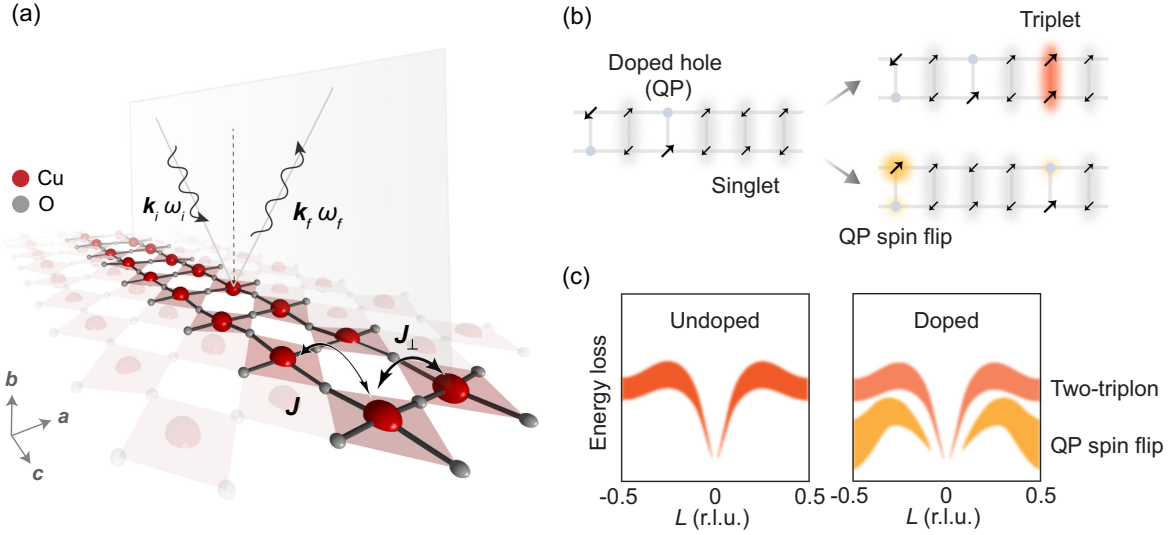 (a)
Cu
O
k_i ω_i
k_f ω_f
J⊥
J
b
a
c
(b)
Doped hole
(QP)
Singlet
Triplet
QP spin flip
(c)
Energy loss
Undoped
Doped
Two-triplon
QP spin flip
-0.5 0 0.5
L (r.l.u.)
-0.5 0 0.5
L (r.l.u.)